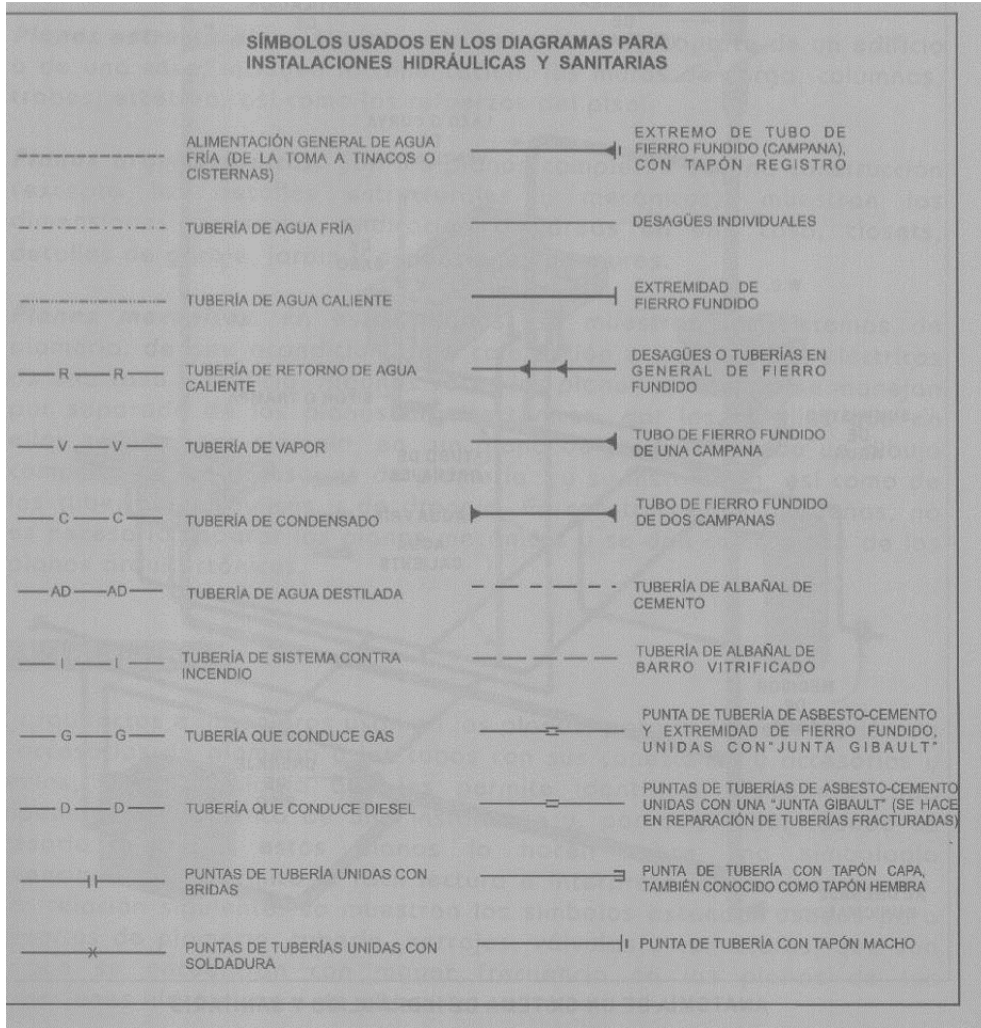 SÍMBOLOS USADOS EN LOS DIAGRAMAS PARA
INSTALACIONES HIDRÁULICAS Y SANITARIAS
ALIMENTACIÓN GENERAL DE AGUA
FRÍA (DE LA TOMA A TINACOS O
CISTERNAS)
TUBERÍA DE AGUA FRÍA
TUBERÍA DE AGUA CALIENTE
R R
TUBERÍA DE RETORNO DE AGUA
CALIENTE
V V
TUBERÍA DE VAPOR
C C
TUBERÍA DE CONDENSADO
AD AD
TUBERÍA DE AGUA DESTILADA
I I
TUBERÍA DE SISTEMA CONTRA
INCENDIO
G G
TUBERÍA QUE CONDUCE GAS
D D
TUBERÍA QUE CONDUCE DIESEL
PUNTAS DE TUBERÍA UNIDAS CON
BRIDAS
PUNTAS DE TUBERÍAS UNIDAS CON
SOLDADURA
EXTREMO DE TUBO DE
FIERRO FUNDIDO (CAMPANA),
CON TAPÓN REGISTRO
DESAGÜES INDIVIDUALES
EXTREMIDAD DE
FIERRO FUNDIDO
DESAGÜES O TUBERÍAS EN
GENERAL DE FIERRO
FUNDIDO
TUBO DE FIERRO FUNDIDO
DE UNA CAMPANA
TUBO DE FIERRO FUNDIDO
DE DOS CAMPANAS
TUBERÍA DE ALBAÑAL DE
CEMENTO
TUBERÍA DE ALBAÑAL DE
BARRO VITRIFICADO
PUNTA DE TUBERÍA DE ASBESTO-CEMENTO
Y EXTREMIDAD DE FIERRO FUNDIDO,
UNIDAS CON"JUNTA GIBAULT"
PUNTAS DE TUBERÍAS DE ASBESTO-CEMENTO
UNIDAS CON UNA "JUNTA GIBAULT" (SE HACE
EN REPARACIÓN DE TUBERÍAS FRACTURADAS)
PUNTA DE TUBERÍA CON TAPÓN CAPA,
TAMBIÉN CONOCIDO COMO TAPÓN HEMBRA
PUNTA DE TUBERÍA CON TAPÓN MACHO